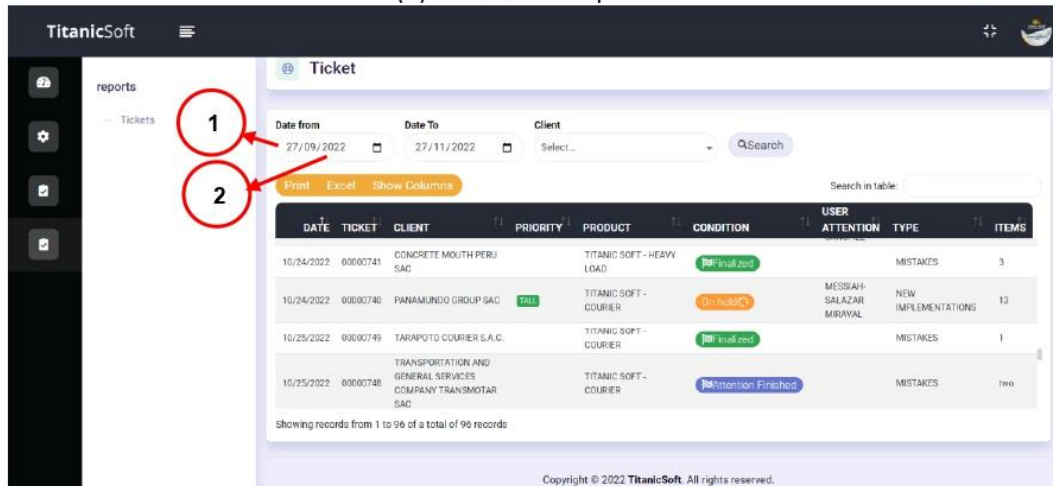 TitanicSoft
Ticket
reports
Tickets
1
2
Date from
Date To
Client
27/09/2022
27/11/2022
Select...
Search
Print Excel Show Columns
Search in table:
DATE TICKET CLIENT PRIORITY PRODUCT CONDITION USER ATTENTION TYPE ITEMS
10/24/2022 00000741 CONCRETE MOUTH PERU SAC TITANIC SOFT - HEAVY LOAD Finalized MISTAKES 3
10/24/2022 00000740 PANAMUNDO GROUP SAC TALL TITANIC SOFT - COURIER On hold MESSIAH- SALAZAR MIRAVAL NEW IMPLEMENTATIONS 13
10/25/2022 00000749 TARAPOTO COURIER S.A.C. TITANIC SOFT - COURIER Finalized MISTAKES 1
10/25/2022 00000748 TRANSPORTATION AND GENERAL SERVICES COMPANY TRANSMOTAR SAC TITANIC SOFT - COURIER Attention Finished MISTAKES two
Showing records from 1 to 96 of a total of 96 records
Copyright © 2022 TitanicSoft. All rights reserved.